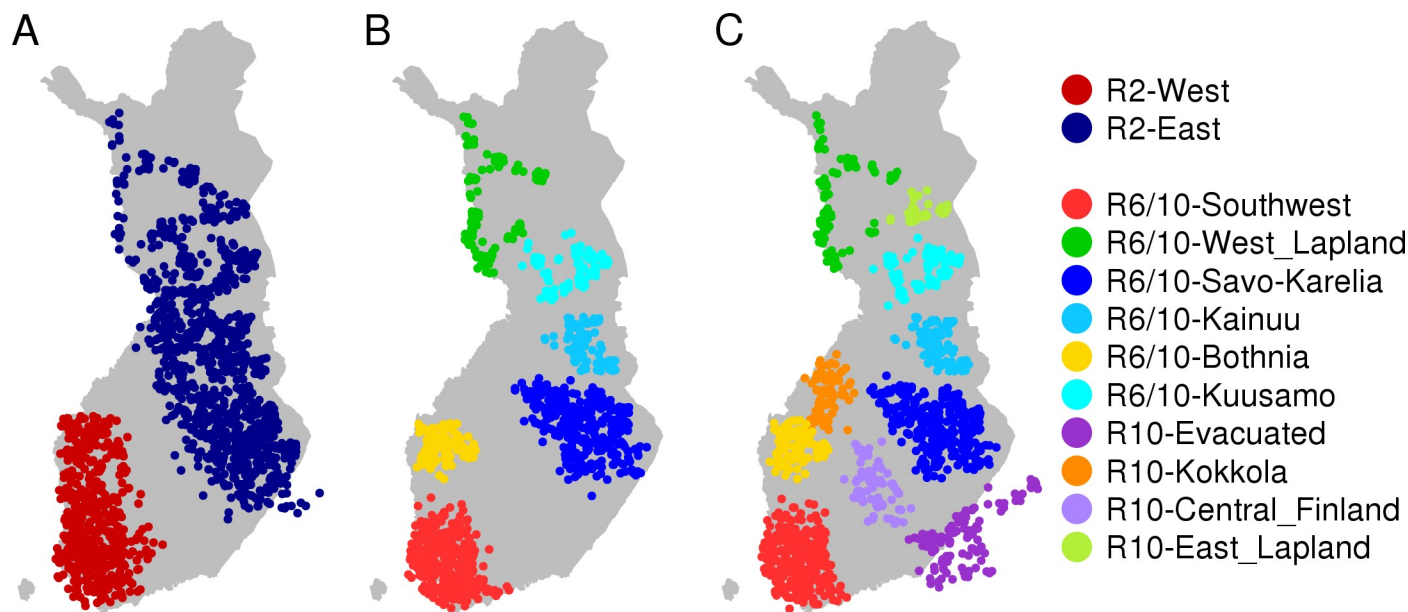 A
B
C
R2-West
R2-East
R6/10-Southwest
R6/10-West_Lapland
R6/10-Savo-Karelia
R6/10-Kainuu
R6/10-Bothnia
R6/10-Kuusamo
R10-Evacuated
R10-Kokkola
R10-Central_Finland
R10-East_Lapland